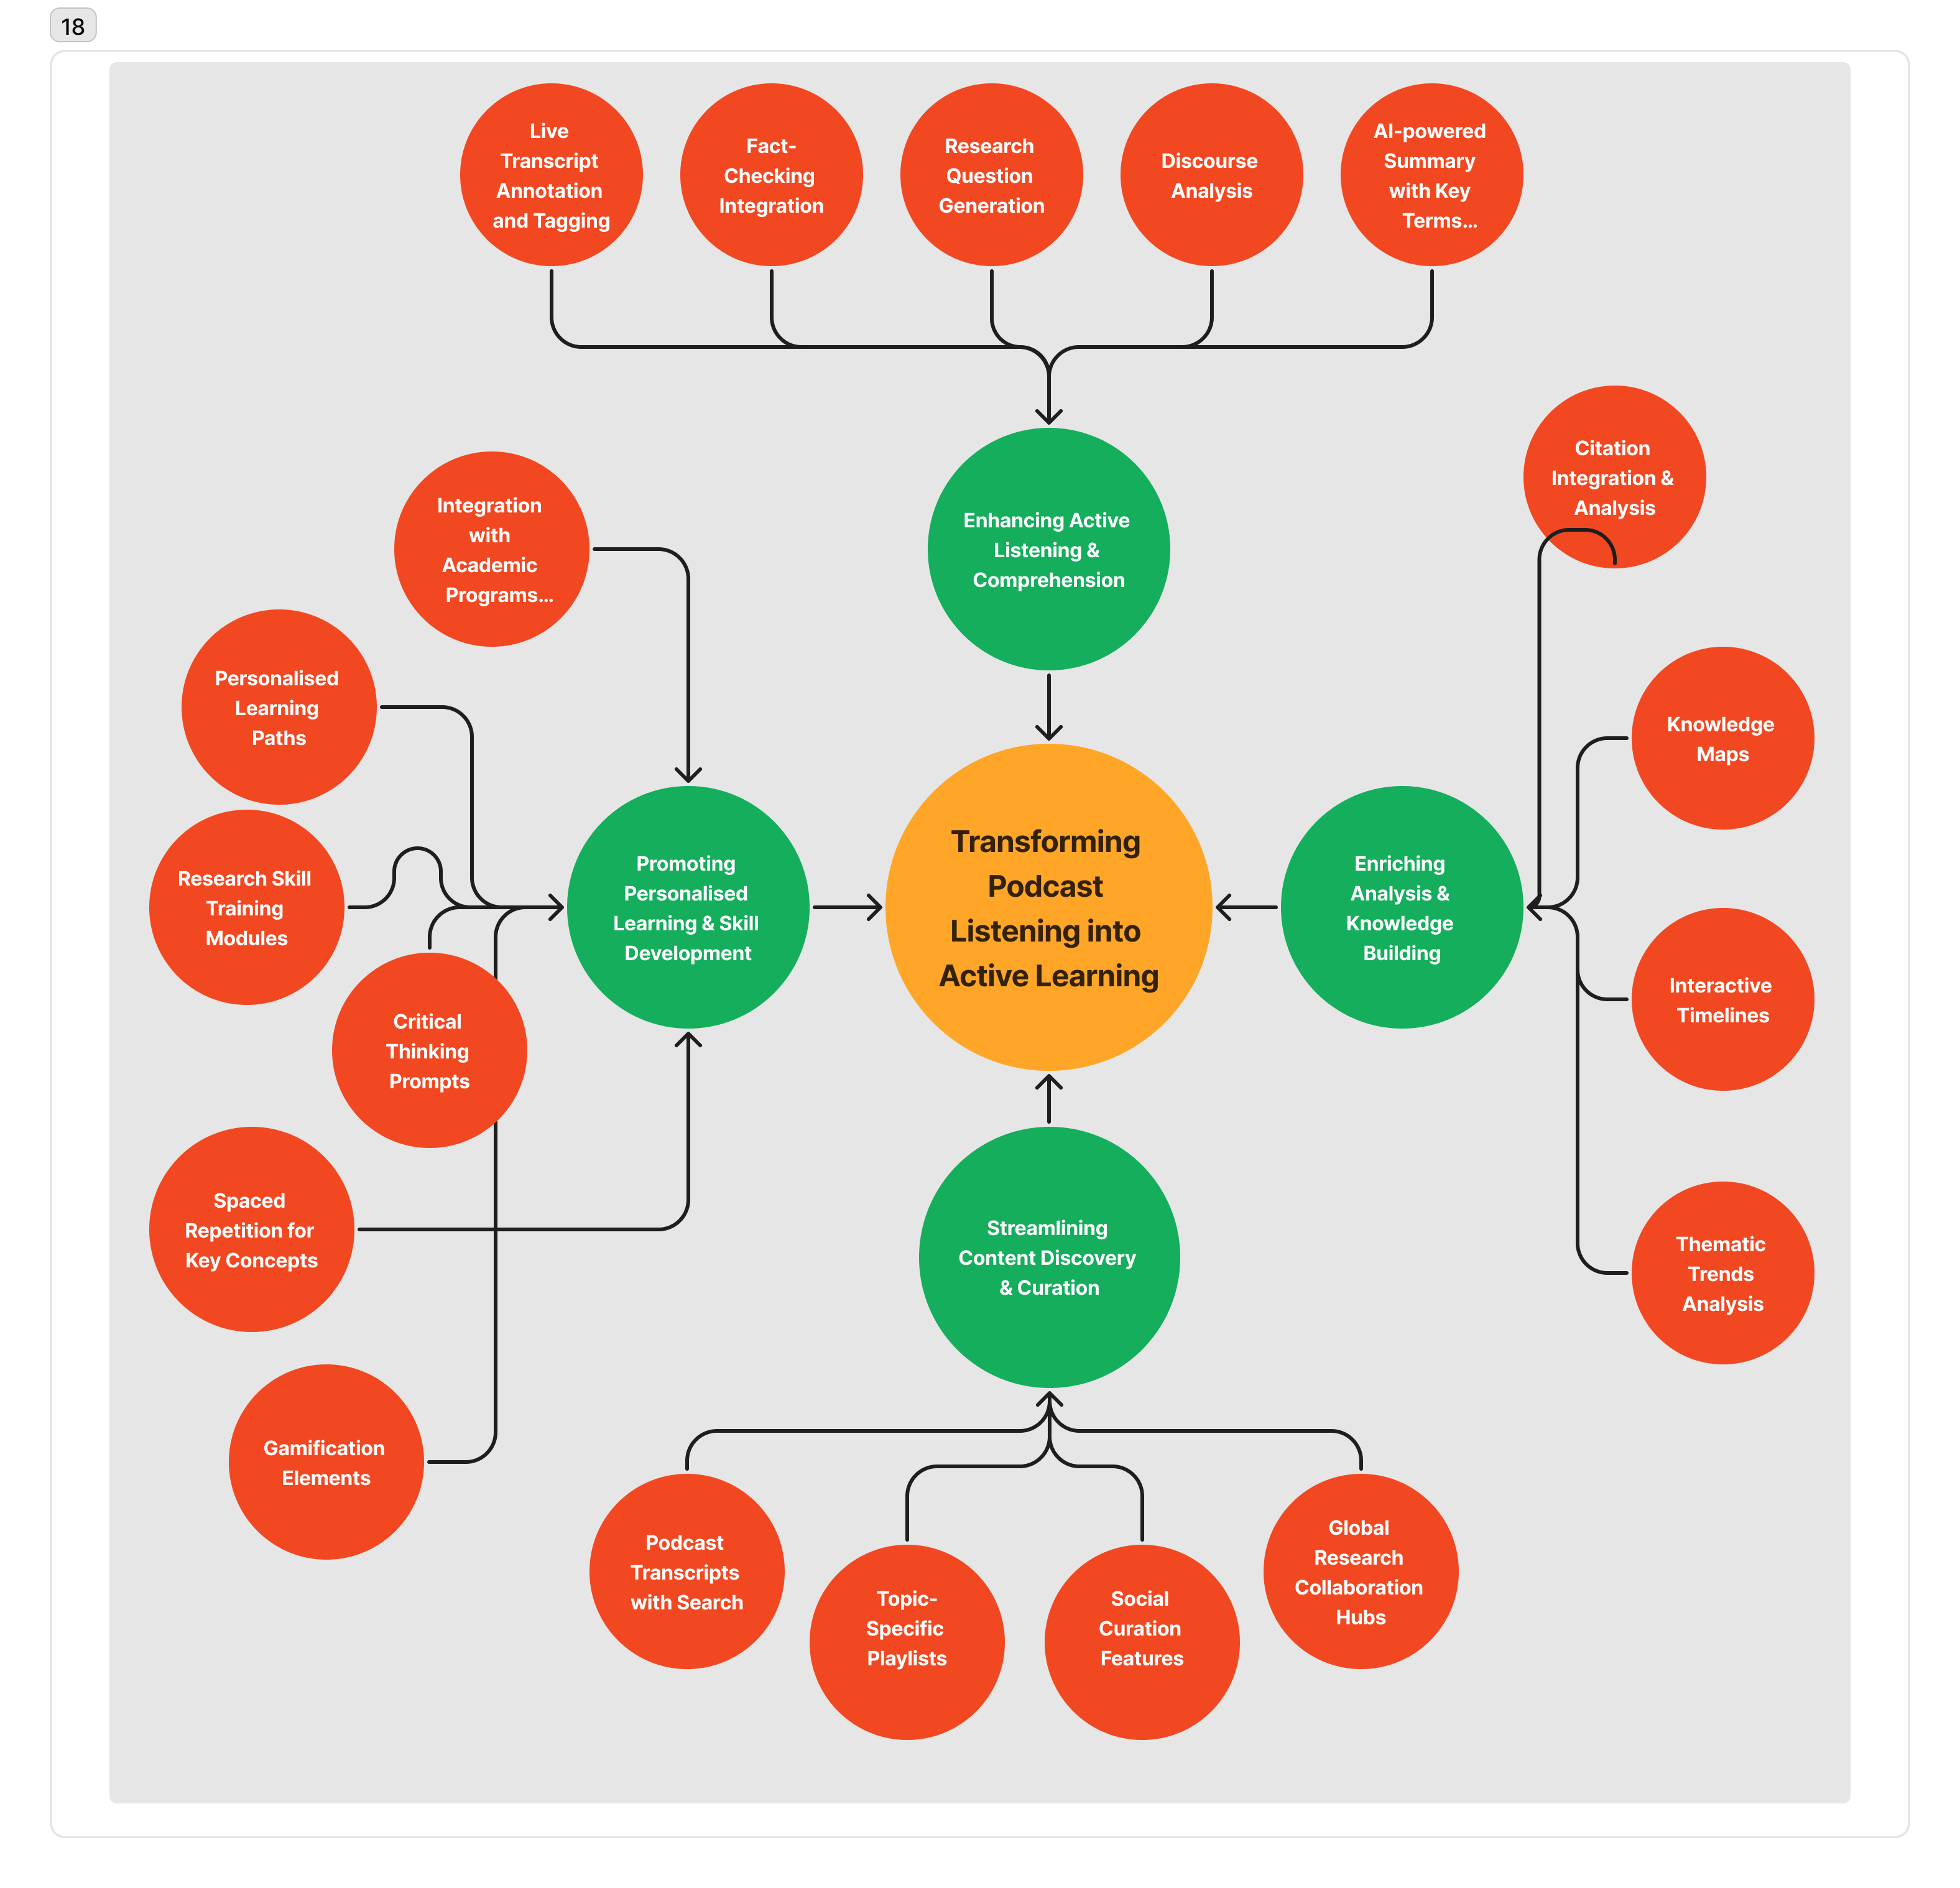 18
Live
Transcript
Annotation
and Tagging
Fact-
Checking
Integration
Research
Question
Generation
Discourse
Analysis
AI-powered
Summary
with Key
Terms...
Citation
Integration &
Analysis
Integration
with
Academic
Programs...
Enhancing Active
Listening &
Comprehension
Personalised
Learning
Paths
Knowledge
Maps
Research Skill
Training
Modules
Promoting
Personalised
Learning & Skill
Development
Transforming
Podcast
Listening into
Active Learning
Enriching
Analysis &
Knowledge
Building
Interactive
Timelines
Critical
Thinking
Prompts
Spaced
Repetition for
Key Concepts
Streamlining
Content Discovery
& Curation
Thematic
Trends
Analysis
Gamification
Elements
Podcast
Transcripts
with Search
Topic-
Specific
Playlists
Social
Curation
Features
Global
Research
Collaboration
Hubs